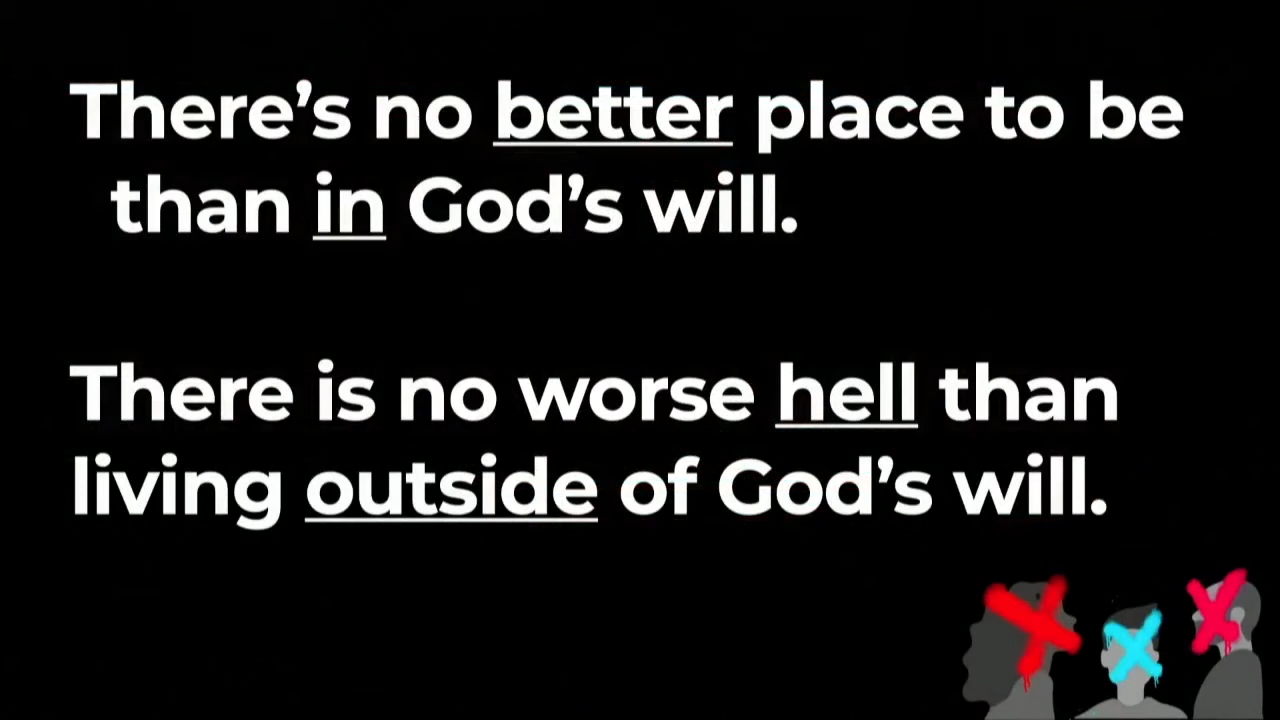 There’s no better place to be
than in God’s will.
There is no worse hell than
living outside of God’s will.